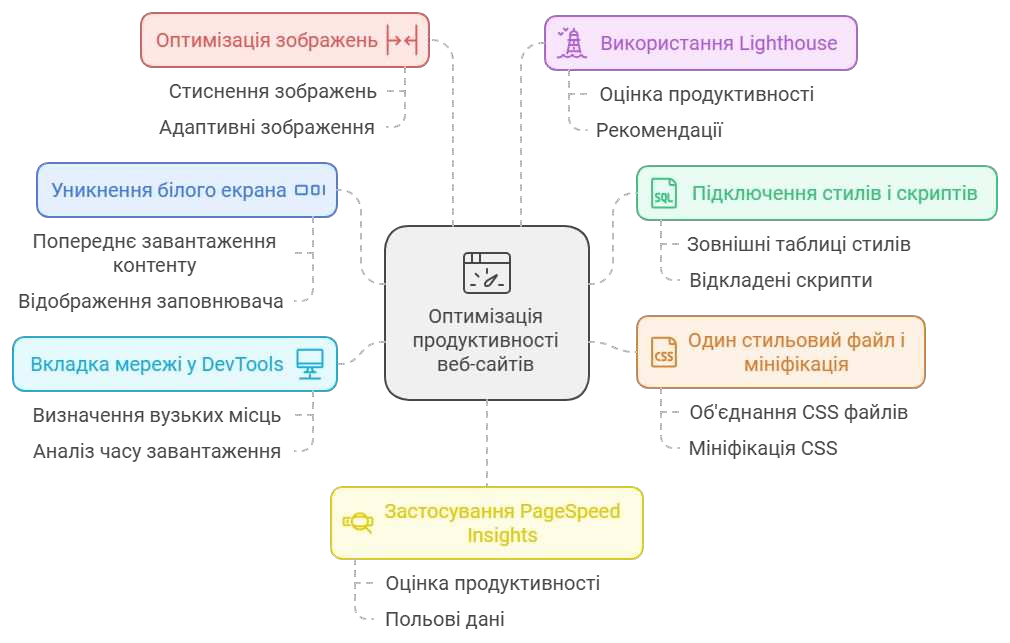 Оптимізація зображень
Стиснення зображень
Адаптивні зображення
Використання Lighthouse
Оцінка продуктивності
Рекомендації
Уникнення білого екрана
Попереднє завантаження
контенту
Відображення заповнювача
SQL
Підключення стилів і скриптів
Зовнішні таблиці стилів
Відкладені скрипти
Оптимізація
продуктивності
веб-сайтів
Вкладка мережі у DevTools
Визначення вузьких місць
Аналіз часу завантаження
CSS
Один стильовий файл і
мініфікація
Об'єднання CSS файлів
Мініфікація CSS
Застосування PageSpeed
Insights
Оцінка продуктивності
Польові дані